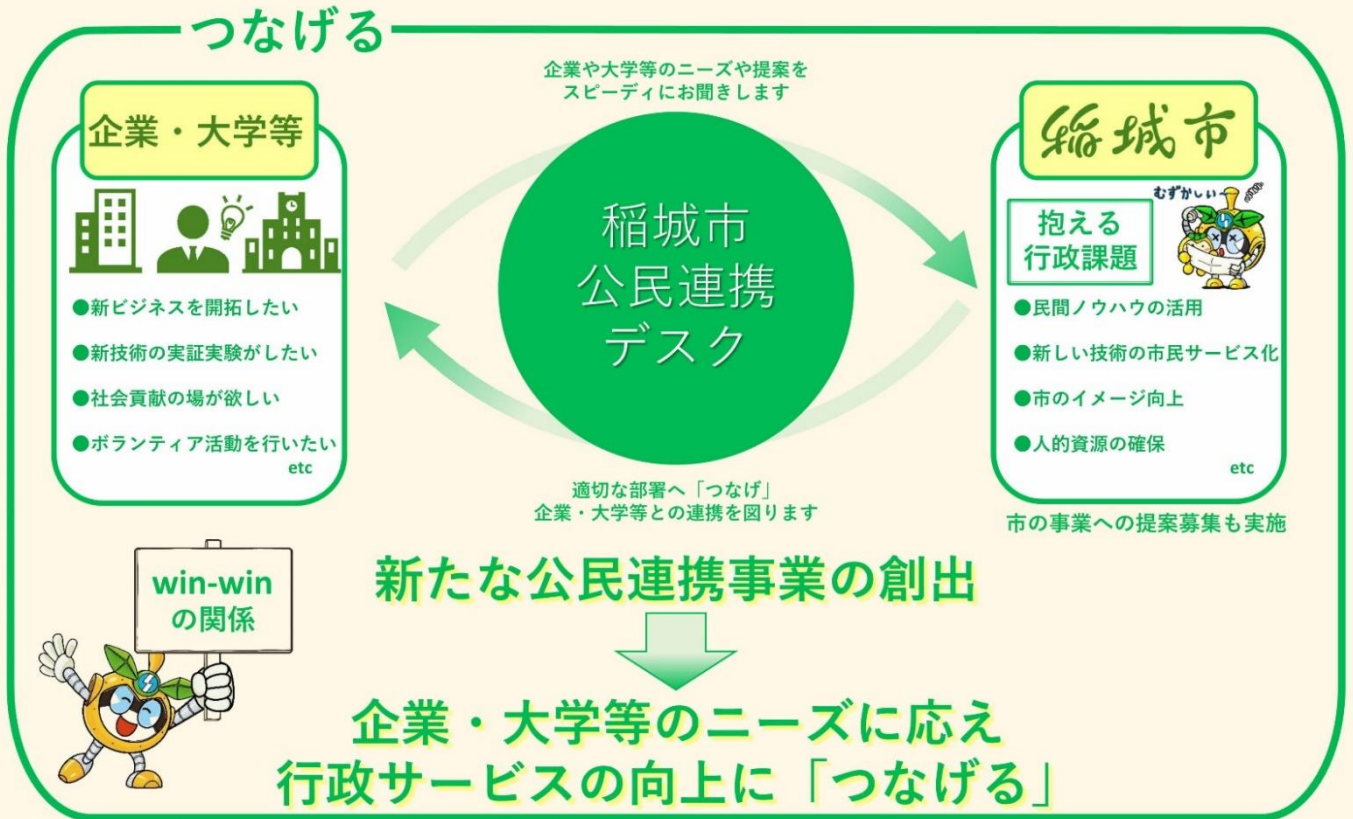 つなげる
企業や大学等のニーズや提案を
スピーディにお聞きします
企業・大学等
●新ビジネスを開拓したい
●新技術の実証実験がしたい
●社会貢献の場が欲しい
●ボランティア活動を行いたい
etc
稲城市
公民連携
デスク
稲城市
むずかしい
抱える
行政課題
●民間ノウハウの活用
●新しい技術の市民サービス化
●市のイメージ向上
●人的資源の確保
etc
市の事業への提案募集も実施
適切な部署へ「つなげ」
企業・大学等との連携を図ります
新たな公民連携事業の創出
win-win
の関係
企業・大学等のニーズに応え
行政サービスの向上に「つなげる」